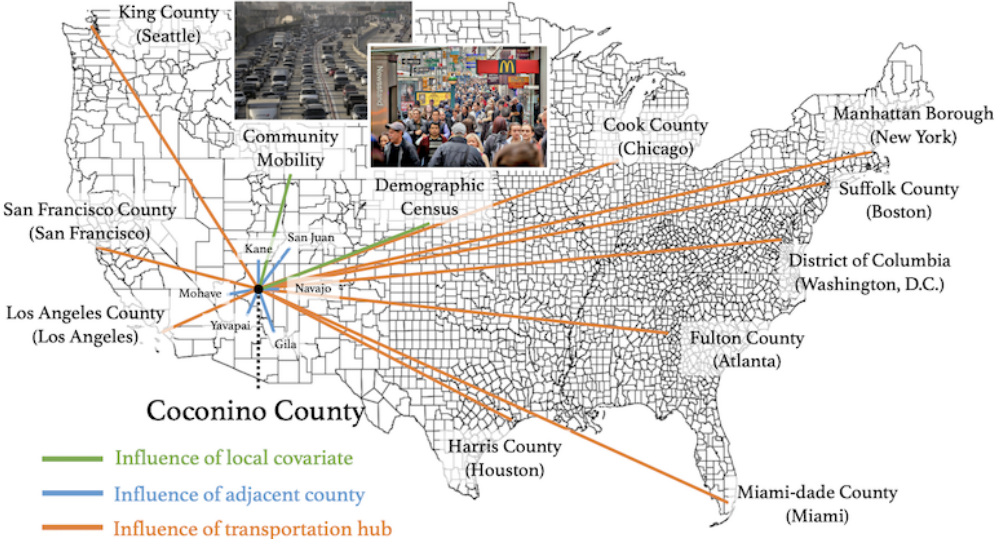 King County
(Seattle)
Community
Mobility
Demographic
Census
Cook County
(Chicago)
Manhattan Borough
(New York)
Suffolk County
(Boston)
San Francisco County
(San Francisco)
Kane
San Juan
District of Columbia
(Washington, D.C.)
Mohave
Navajo
Los Angeles County
(Los Angeles)
Yavapai
Gila
Fulton County
(Atlanta)
Coconino County
Harris County
(Houston)
Miami-dade County
(Miami)
Influence of local covariate
Influence of adjacent county
Influence of transportation hub